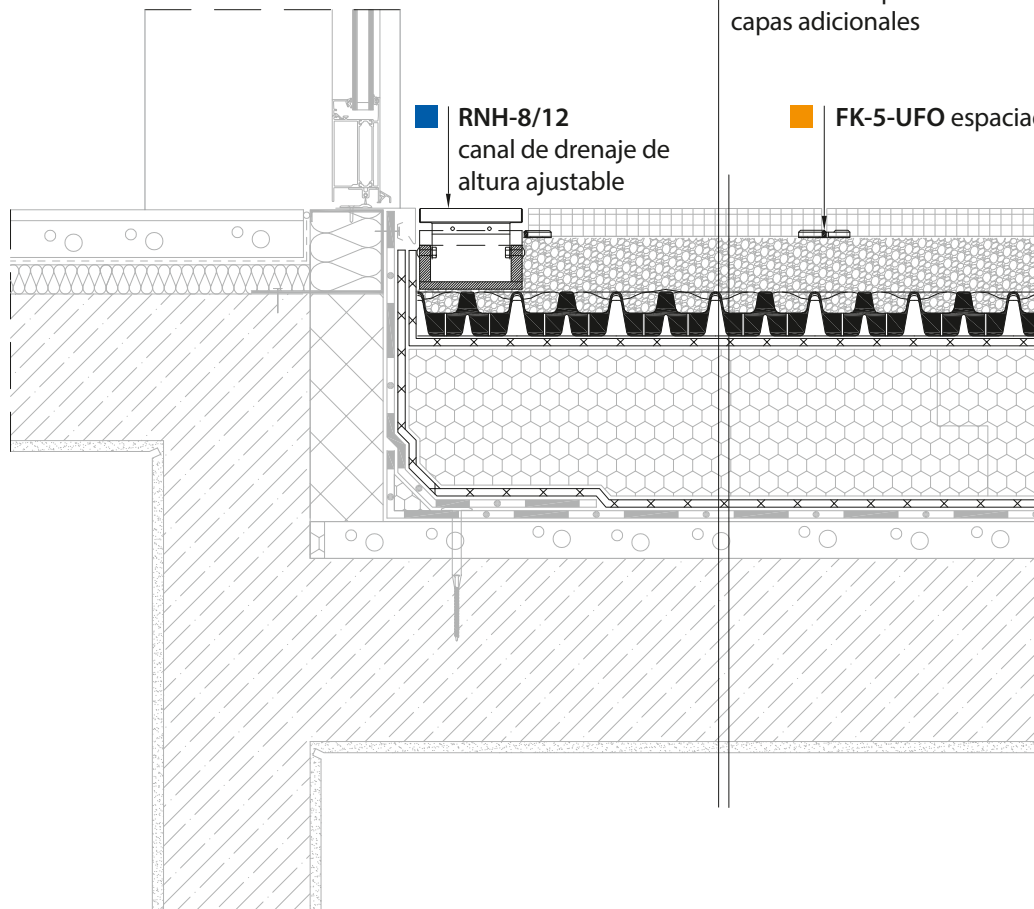 capas adicionales
RNH-8/12
canal de drenaje de
altura ajustable
FK-5-UFO